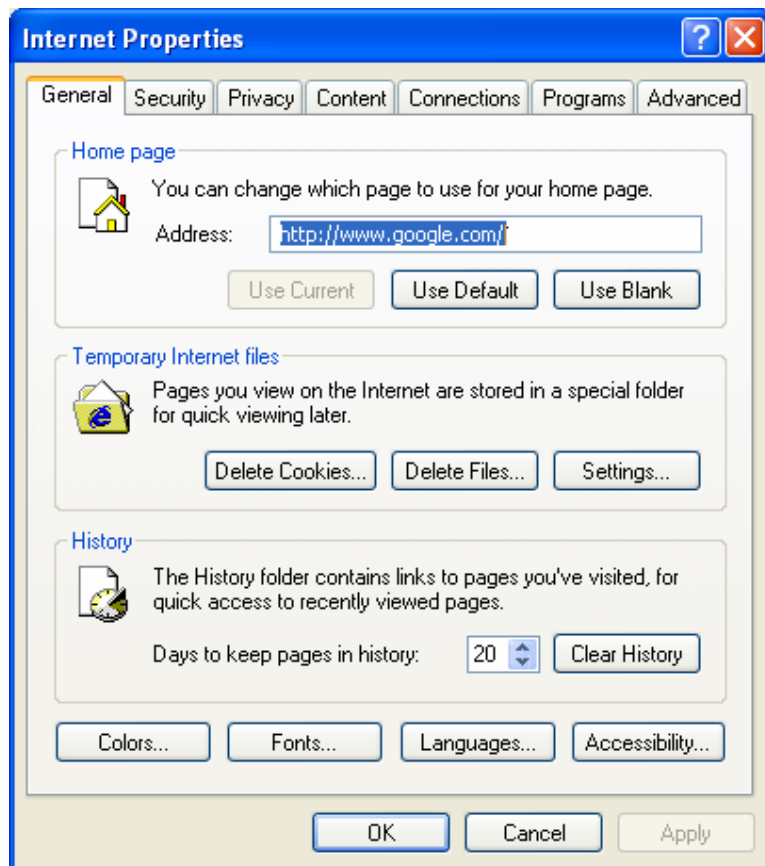 Internet Properties
General Security Privacy Content Connections Programs Advanced
Home page
You can change which page to use for your home page.
Address: http://www.google.com/
Use Current Use Default Use Blank
Temporary Internet files
Pages you view on the Internet are stored in a special folder
for quick viewing later.
Delete Cookies... Delete Files... Settings...
History
The History folder contains links to pages you've visited, for
quick access to recently viewed pages.
Days to keep pages in history: 20 Clear History
Colors... Fonts... Languages... Accessibility...
OK Cancel Apply